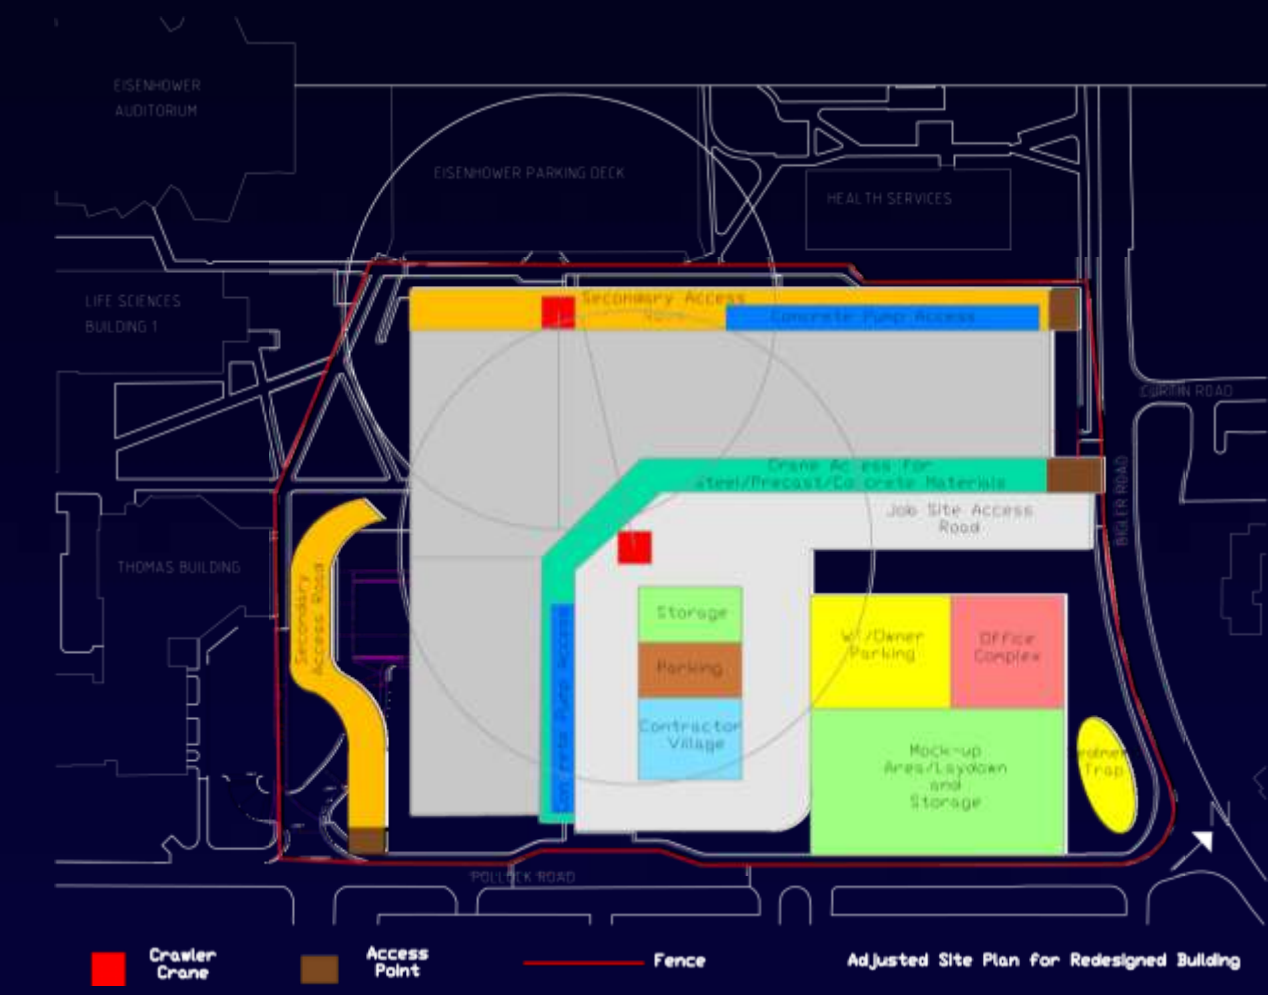 EISENHOWER
AUDITORIUM
EISENHOWER PARKING DECK
HEALTH SERVICES
LIFE SCIENCES
BUILDING 1
Secondary Access
Concrete Pump Access
CURTIN ROAD
Crane Access for
Steel/Precast/Concrete Materials
Job Site Access
Road
BIGLER ROAD
THOMAS BUILDING
Secondary
Access Road
Storage
Parking
Contractor
Village
Concrete Pump Access
/Owner
Parking
Office
Complex
Mock-up
Area/Laydown
and
Storage
Trap
N
POLLOCK ROAD
Crawler
Crane
Access
Point
Fence
Adjusted Site Plan for Redesigned Building